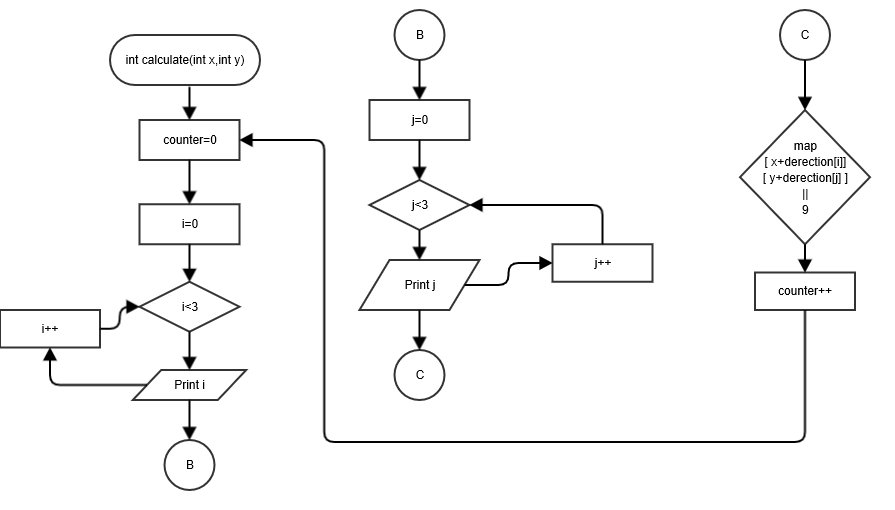 int calculate(int x,int y)
counter=0
i=0
i<3
i++
Print i
B
B
j=0
j<3
j++
Print j
C
C
map
[ x+derection[i]]
[ y+derection[j] ]
||
9
counter++